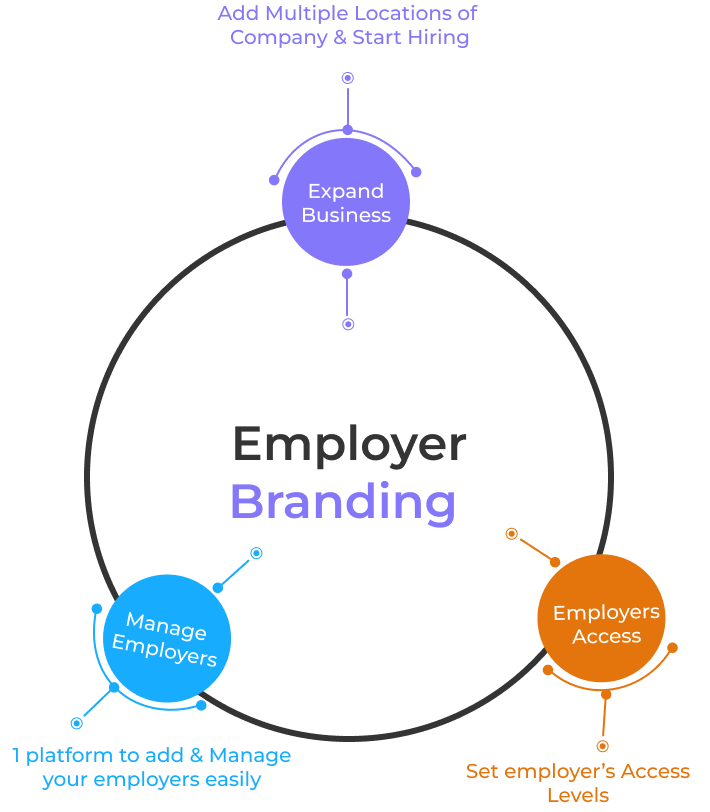 Add Multiple Locations of
Company & Start Hiring
Expand
Business
Employer
Branding
Manage
Employers
Employers
Access
1 platform to add & Manage
your employers easily
Set employer’s Access
Levels